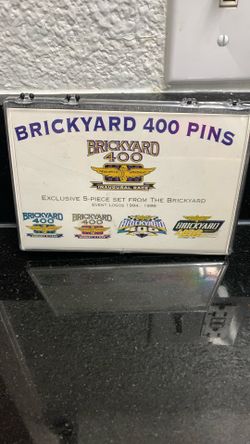 BRICKYARD 400 PINS
BRICKYARD
400
INAUGURAL RACE
EXCLUSIVE 5-PIECE SET FROM THE BRICKYARD
EVENT LOGOS 1994 - 1998
BRICKYARD
400
BRICKYARD
400
BRICKYARD
BRICKYARD